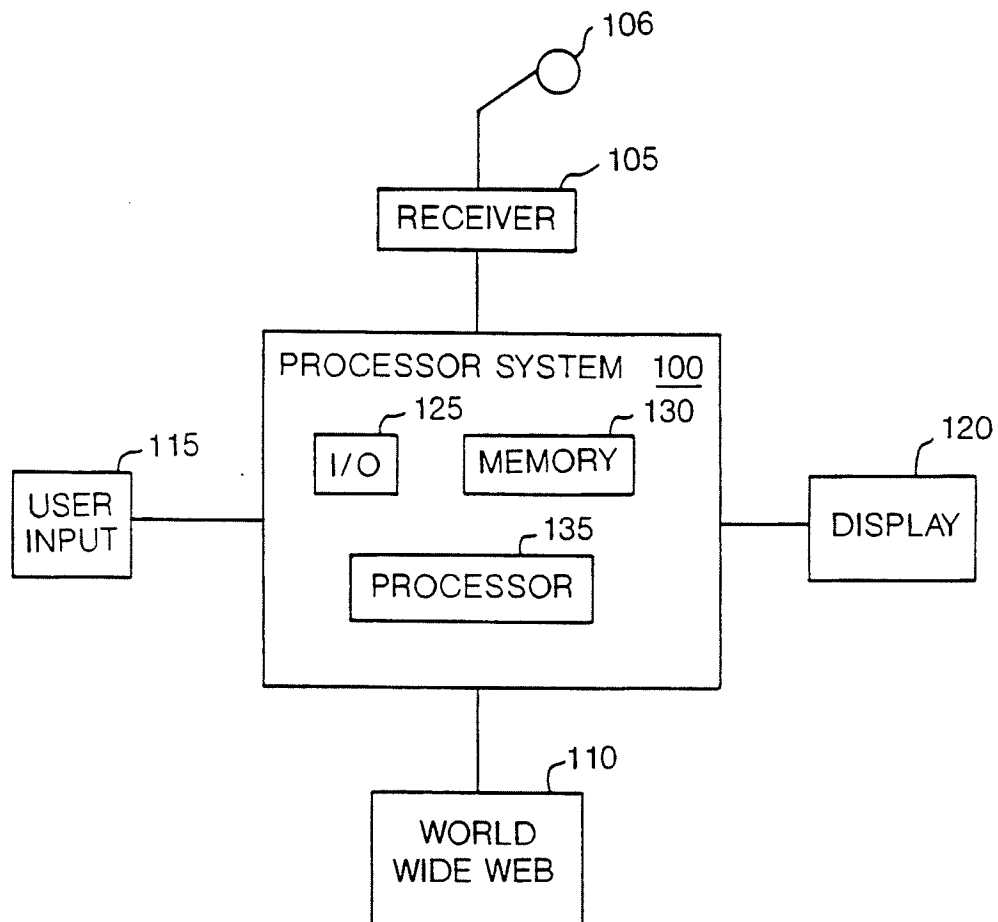 106
105
RECEIVER
PROCESSOR SYSTEM 100
125
130
I/O
MEMORY
115
USER
INPUT
120
DISPLAY
135
PROCESSOR
110
WORLD
WIDE WEB